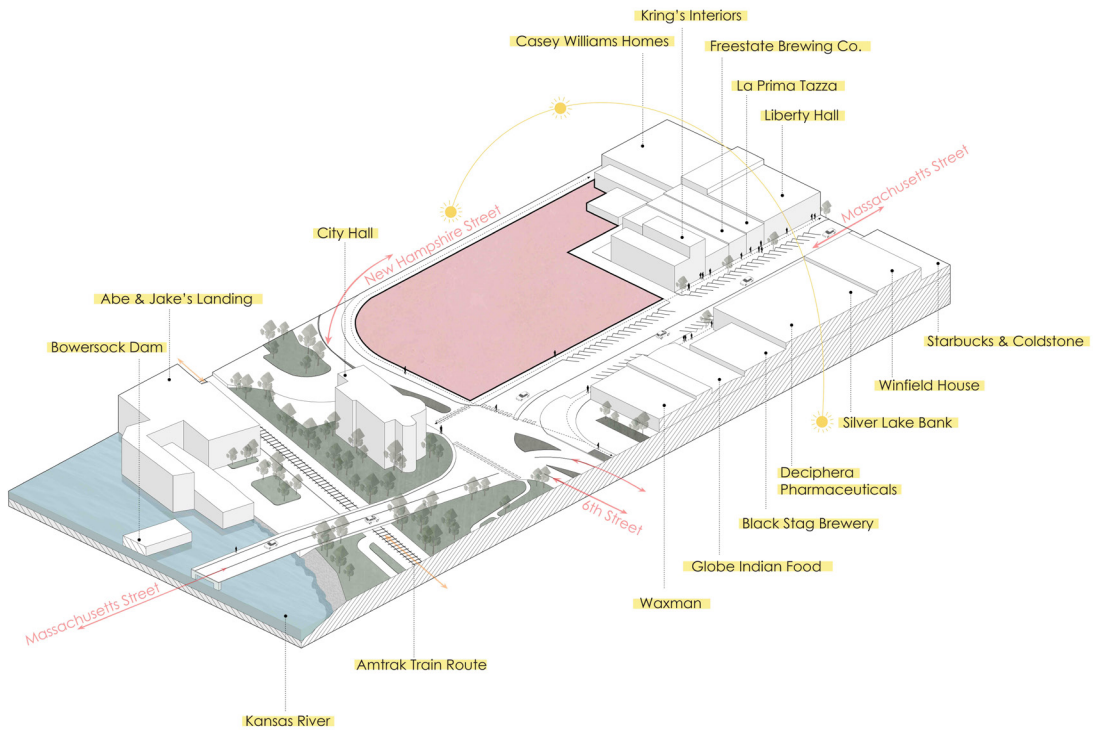 Kring's Interiors
Casey Williams Homes
Freestate Brewing Co.
La Prima Tazza
Liberty Hall
Massachusetts Street
New Hampshire Street
City Hall
Abe & Jake's Landing
Bowersock Dam
Starbucks & Coldstone
Winfield House
Silver Lake Bank
Deciphera
Pharmaceuticals
6th Street
Black Stag Brewery
Globe Indian Food
Waxman
Massachusetts Street
Amtrak Train Route
Kansas River